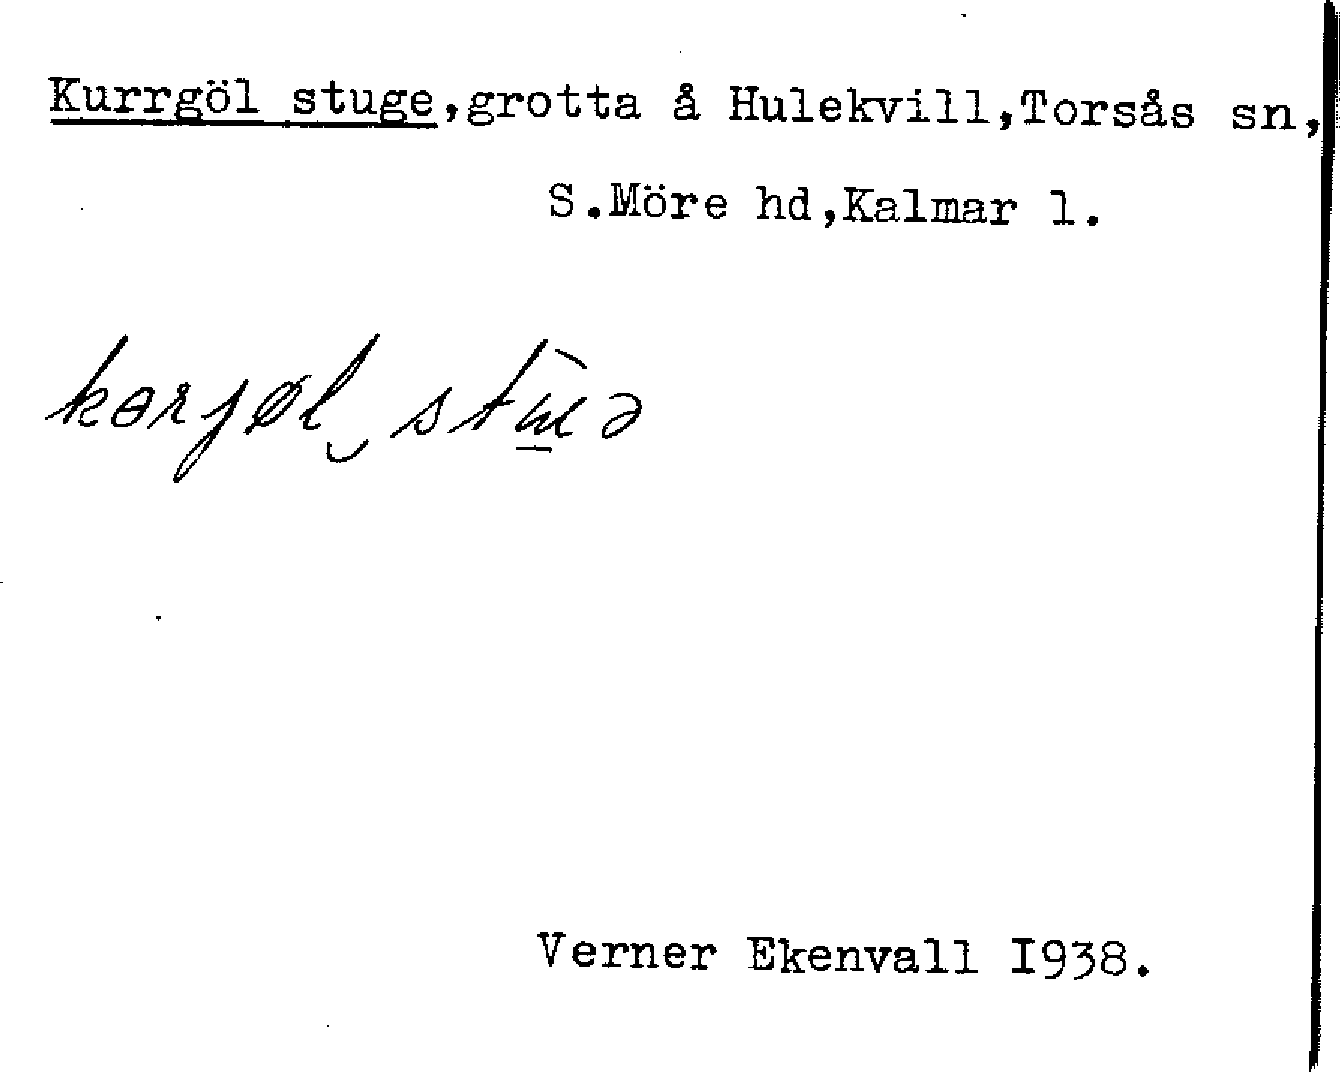 Kurrgöl stuge,grotta å Hulekvill,Torsås sn,
S.Möre hd,Kalmar l.
Verner Ekenvall I938.